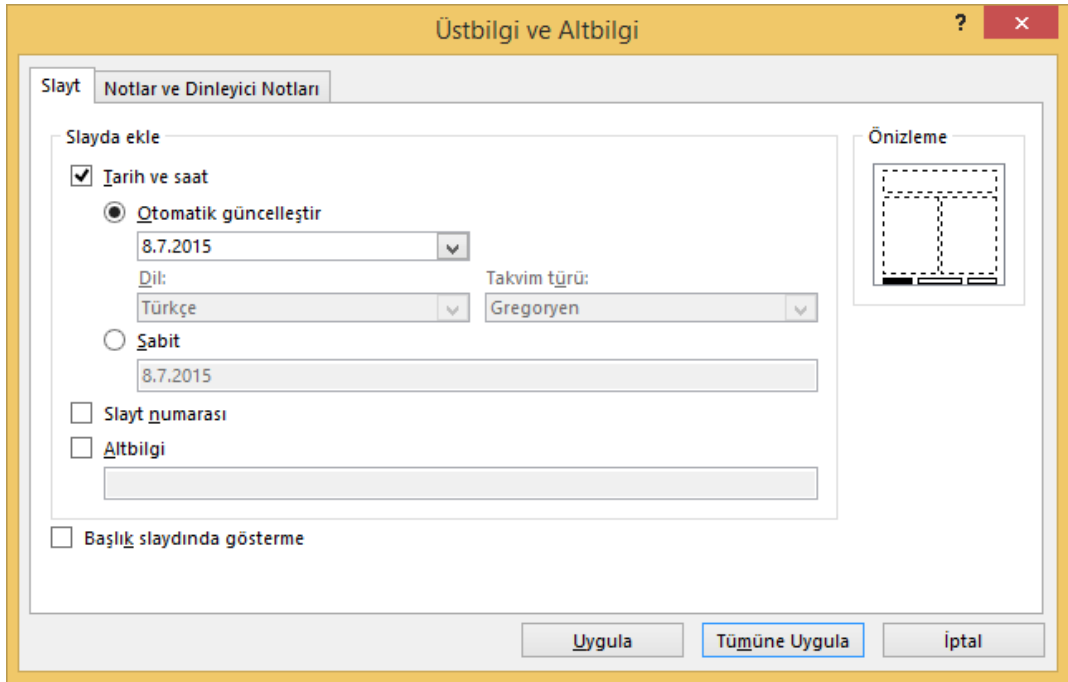 Üstbilgi ve Altbilgi
?
Slayt
Notlar ve Dinleyici Notları
Slayda ekle
Önizleme
Tarih ve saat
Otomatik güncelleştir
8.7.2015
Dil:
Takvim türü:
Türkçe
Gregoryen
Sabit
8.7.2015
Slayt numarası
Altbilgi
Başlık slaydında gösterme
Uygula
Tümüne Uygula
İptal